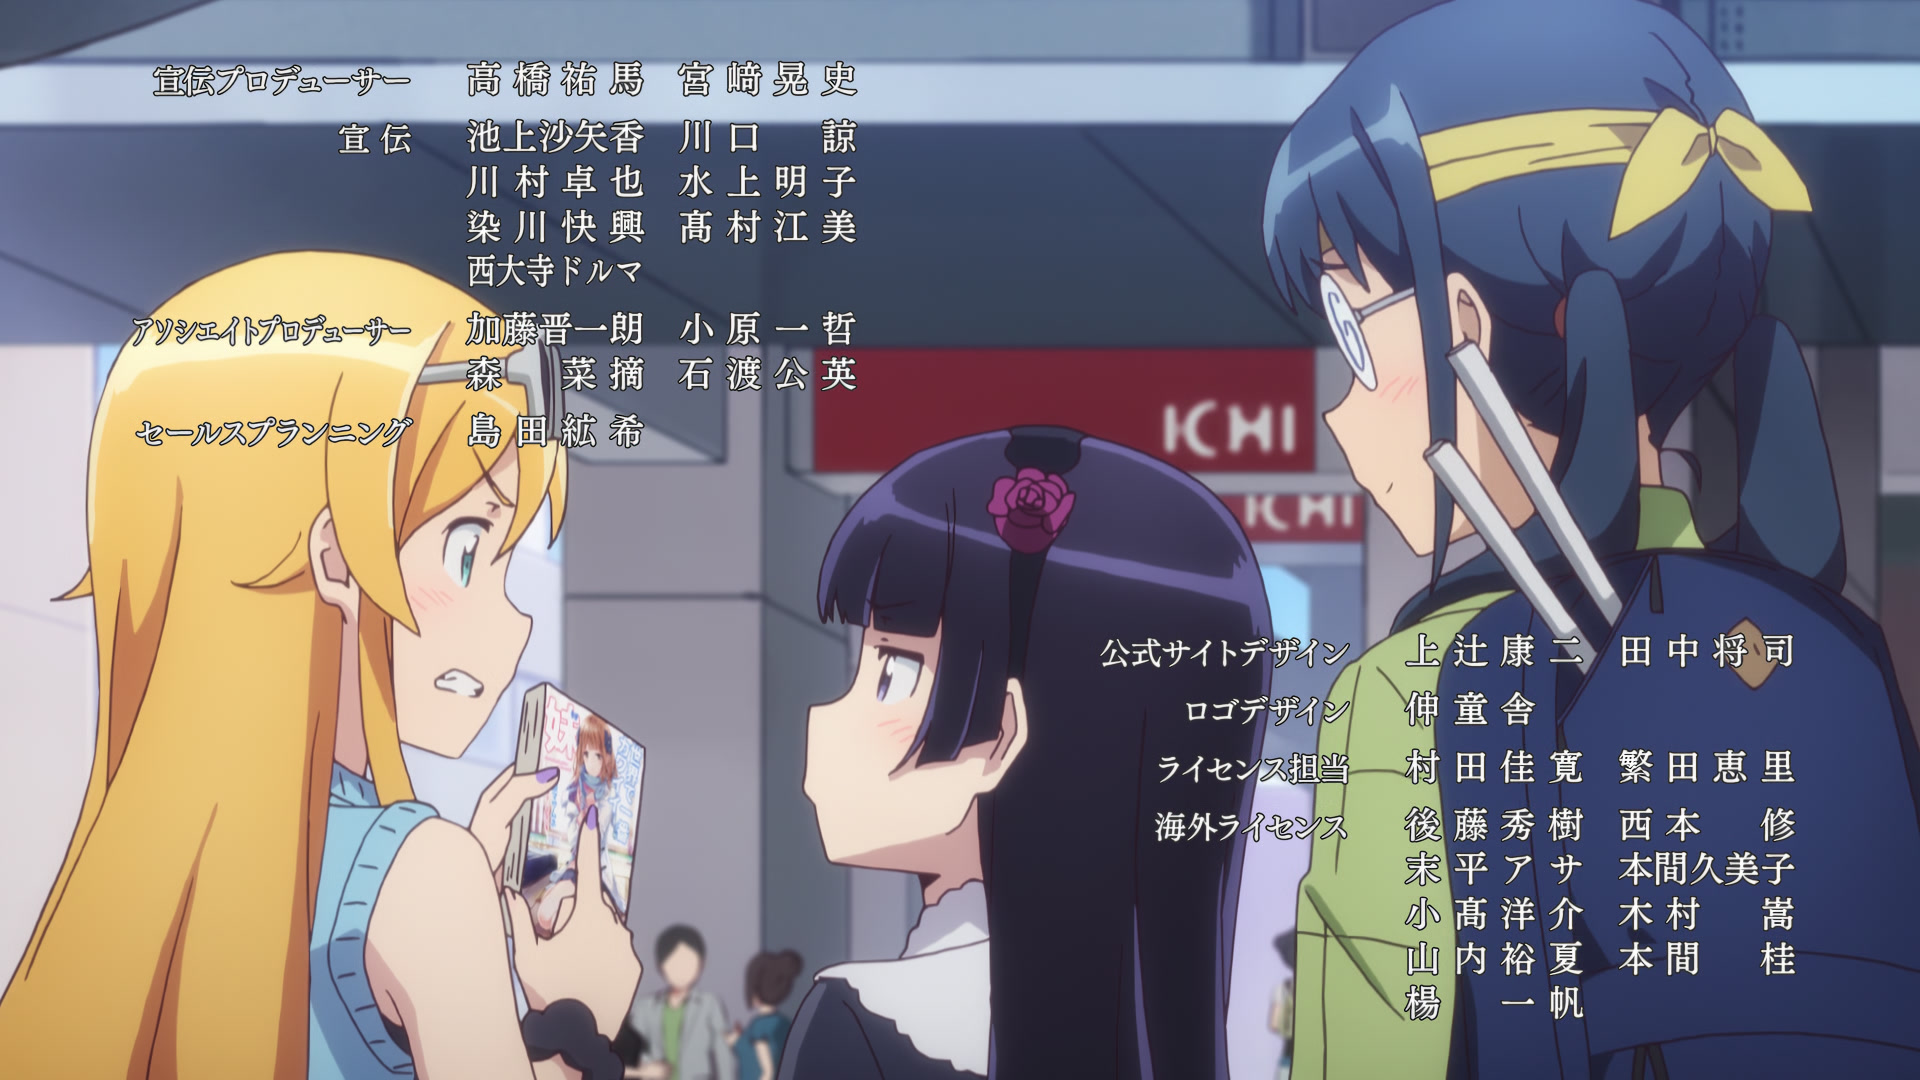 宣伝プロデューサー 高橋祐馬 宮﨑晃史
宣伝 池上沙矢香 川口諒
川村卓也 水上明子
染川快興 髙村江美
西大寺ドルマ
アソシエイトプロデューサー 加藤晋一朗 小原一哲
森菜摘 石渡公英
セールスプランニング 島田紘希
ICHI
ICHI
妹
公式サイトデザイン 上辻康二 田中将司
ロゴデザイン 伸童舎
ライセンス担当 村田佳寛 繁田恵里
海外ライセンス 後藤秀樹 西本修
末平アサ 本間久美子
小髙洋介 木村嵩
山内裕夏 本間桂
楊一帆